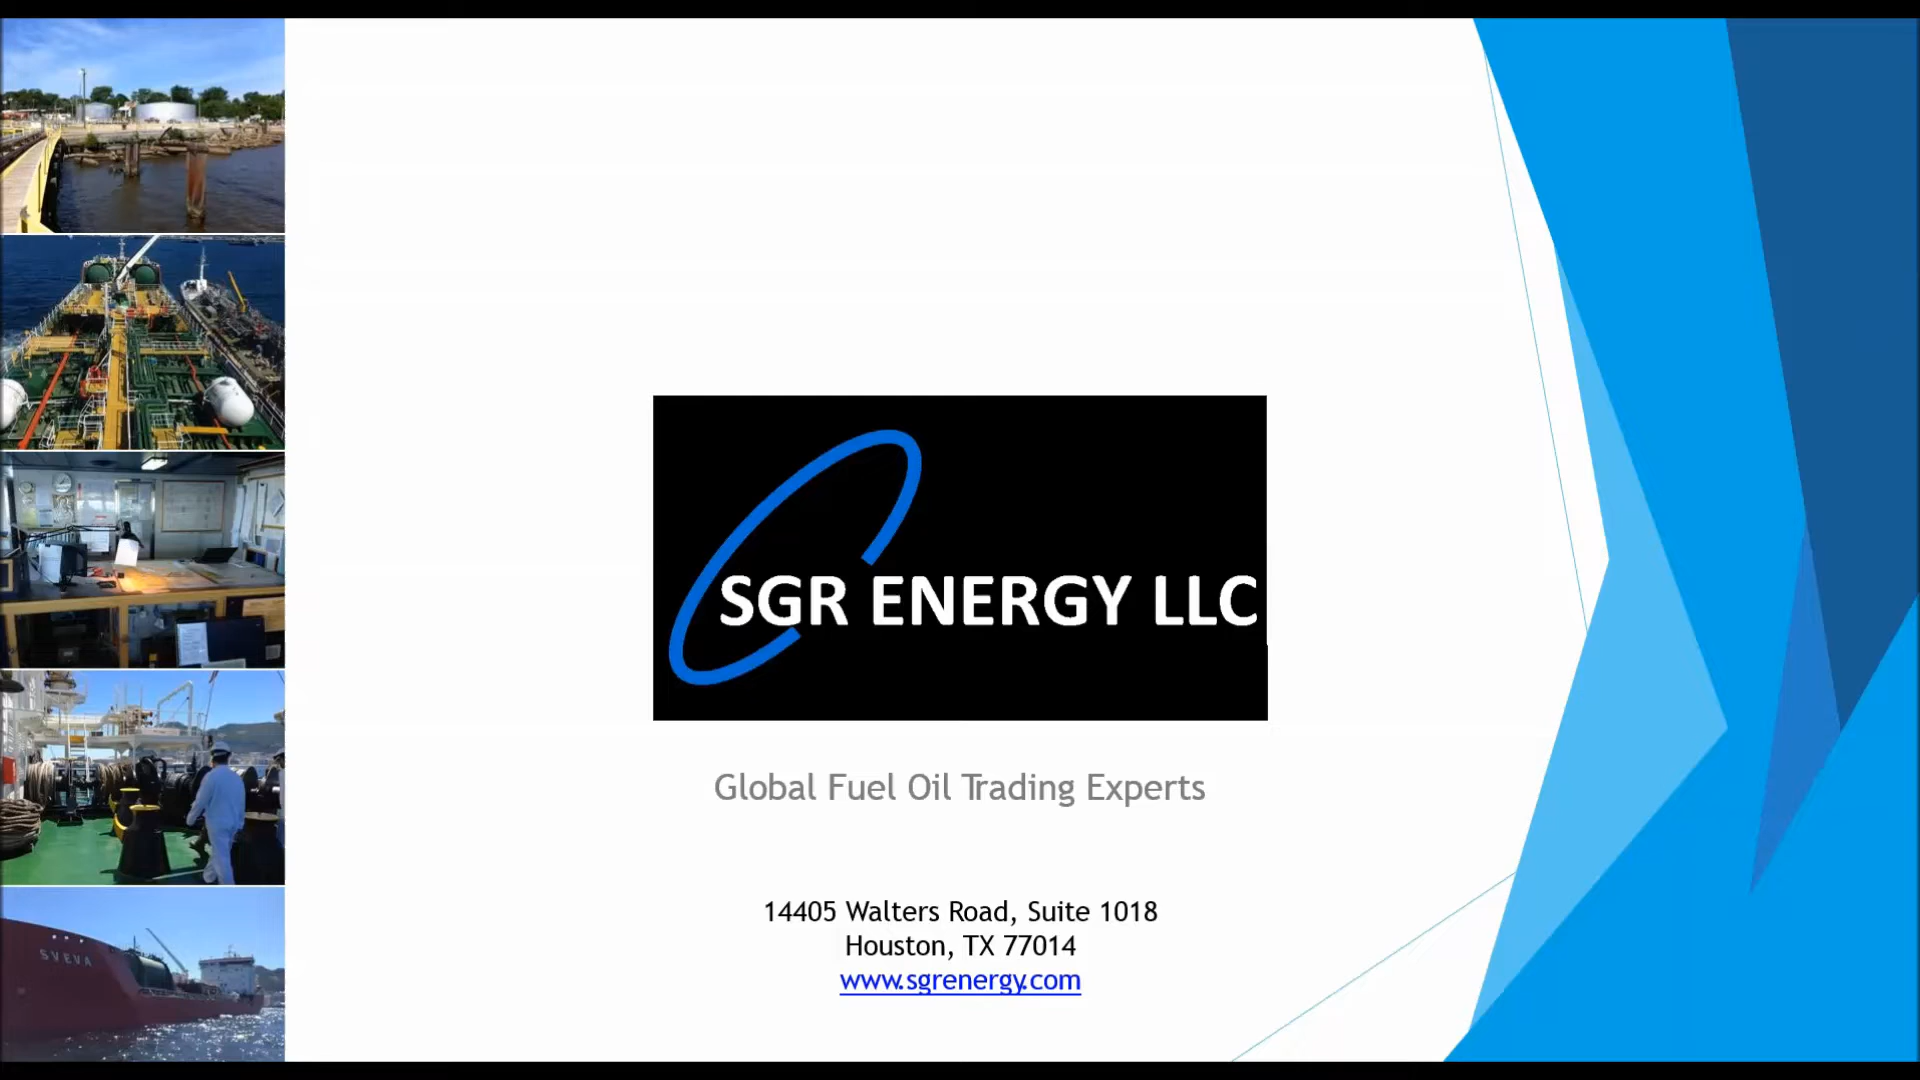 SVEVA
SGR ENERGY LLC
Global Fuel Oil Trading Experts
14405 Walters Road, Suite 1018
Houston, TX 77014
www.sgrenergy.com